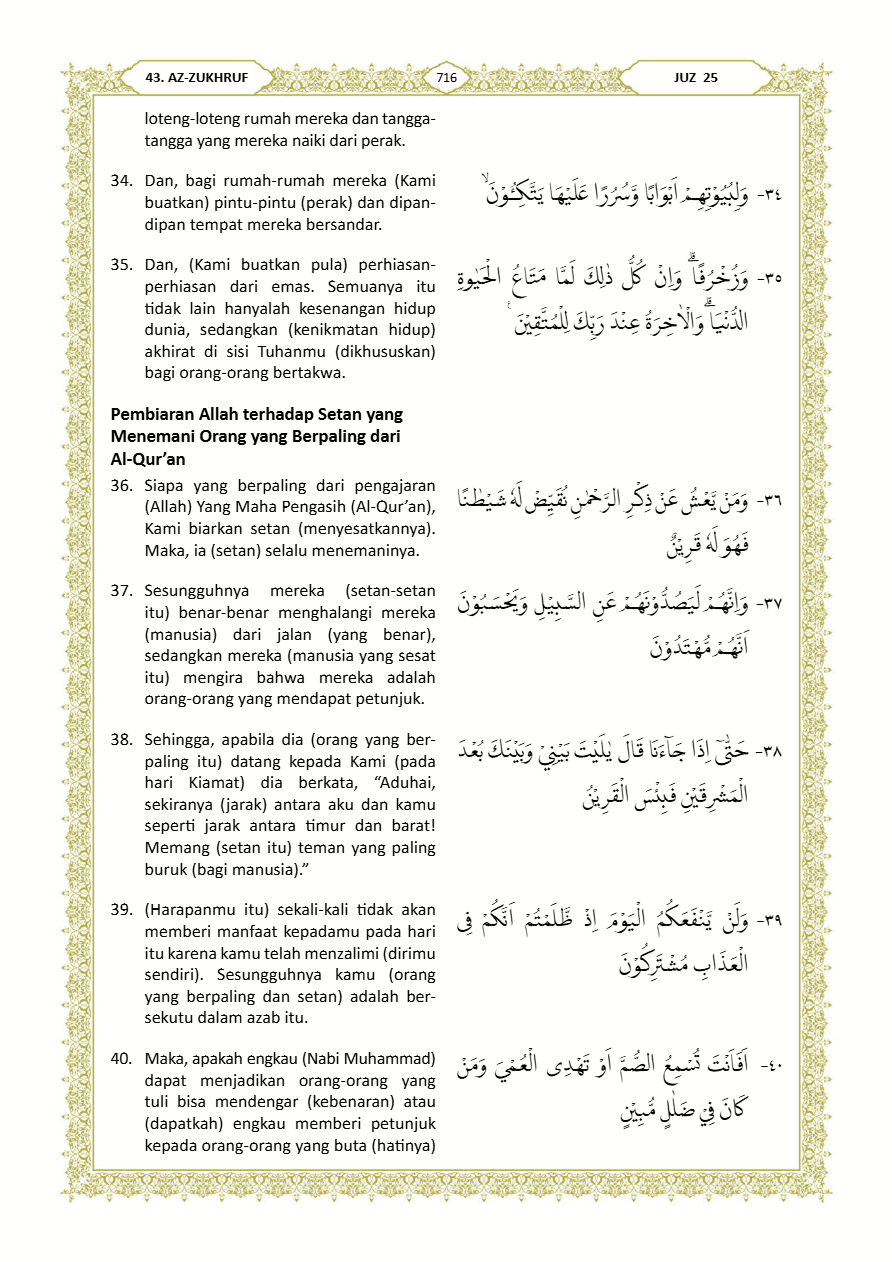 43. AZ-ZUKHRUF
716
JUZ 25
loteng-loteng rumah mereka dan tangga-
tangga yang mereka naiki dari perak.
34. Dan, bagi rumah-rumah mereka (Kami
buatkan) pintu-pintu (perak) dan dipan-
dipan tempat mereka bersandar.
٣٤- وَلِبُيُوْتِهِمْ اَبْوَابًا وَّسُرُرًا عَلَيْهَا يَتَّكِـُٔوْنَۙ
35. Dan, (Kami buatkan pula) perhiasan-
perhiasan dari emas. Semuanya itu
tidak lain hanyalah kesenangan hidup
dunia, sedangkan (kenikmatan hidup)
akhirat di sisi Tuhanmu (dikhususkan)
bagi orang-orang bertakwa.
٣٥- وَزُخْرُفًاۗ وَاِنْ كُلُّ ذٰلِكَ لَمَّا مَتَاعُ الْحَيٰوةِ
الدُّنْيَاۗ وَالْاٰخِرَةُ عِنْدَ رَبِّكَ لِلْمُتَّقِيْنَ ࣖ
Pembiaran Allah terhadap Setan yang
Menemani Orang yang Berpaling dari
Al-Qur’an
36. Siapa yang berpaling dari pengajaran
(Allah) Yang Maha Pengasih (Al-Qur’an),
Kami biarkan setan (menyesatkannya).
Maka, ia (setan) selalu menemaninya.
٣٦- وَمَنْ يَّعْشُ عَنْ ذِكْرِ الرَّحْمٰنِ نُقَيِّضْ لَهٗ شَيْطٰنًا
فَهُوَ لَهٗ قَرِيْنٌ
37. Sesungguhnya mereka (setan-setan
itu) benar-benar menghalangi mereka
(manusia) dari jalan (yang benar),
sedangkan mereka (manusia yang sesat
itu) mengira bahwa mereka adalah
orang-orang yang mendapat petunjuk.
٣٧- وَاِنَّهُمْ لَيَصُدُّوْنَهُمْ عَنِ السَّبِيْلِ وَيَحْسَبُوْنَ
اَنَّهُمْ مُّهْتَدُوْنَ
38. Sehingga, apabila dia (orang yang ber-
paling itu) datang kepada Kami (pada
hari Kiamat) dia berkata, “Aduhai,
sekiranya (jarak) antara aku dan kamu
seperti jarak antara timur dan barat!
Memang (setan itu) teman yang paling
buruk (bagi manusia).”
٣٨- حَتّٰىٓ اِذَا جَاۤءَنَا قَالَ يٰلَيْتَ بَيْنِيْ وَبَيْنَكَ بُعْدَ
الْمَشْرِقَيْنِ فَبِئْسَ الْقَرِيْنُ
39. (Harapanmu itu) sekali-kali tidak akan
memberi manfaat kepadamu pada hari
itu karena kamu telah menzalimi (dirimu
sendiri). Sesungguhnya kamu (orang
yang berpaling dan setan) adalah ber-
sekutu dalam azab itu.
٣٩- وَلَنْ يَّنْفَعَكُمُ الْيَوْمَ اِذْ ظَّلَمْتُمْ اَنَّكُمْ فِى
الْعَذَابِ مُشْتَرِكُوْنَ
40. Maka, apakah engkau (Nabi Muhammad)
dapat menjadikan orang-orang yang
tuli bisa mendengar (kebenaran) atau
(dapatkah) engkau memberi petunjuk
kepada orang-orang yang buta (hatinya)
٤٠- اَفَاَنْتَ تُسْمِعُ الصُّمَّ اَوْ تَهْدِى الْعُمْيَ وَمَنْ
كَانَ فِيْ ضَلٰلٍ مُّبِيْنٍ